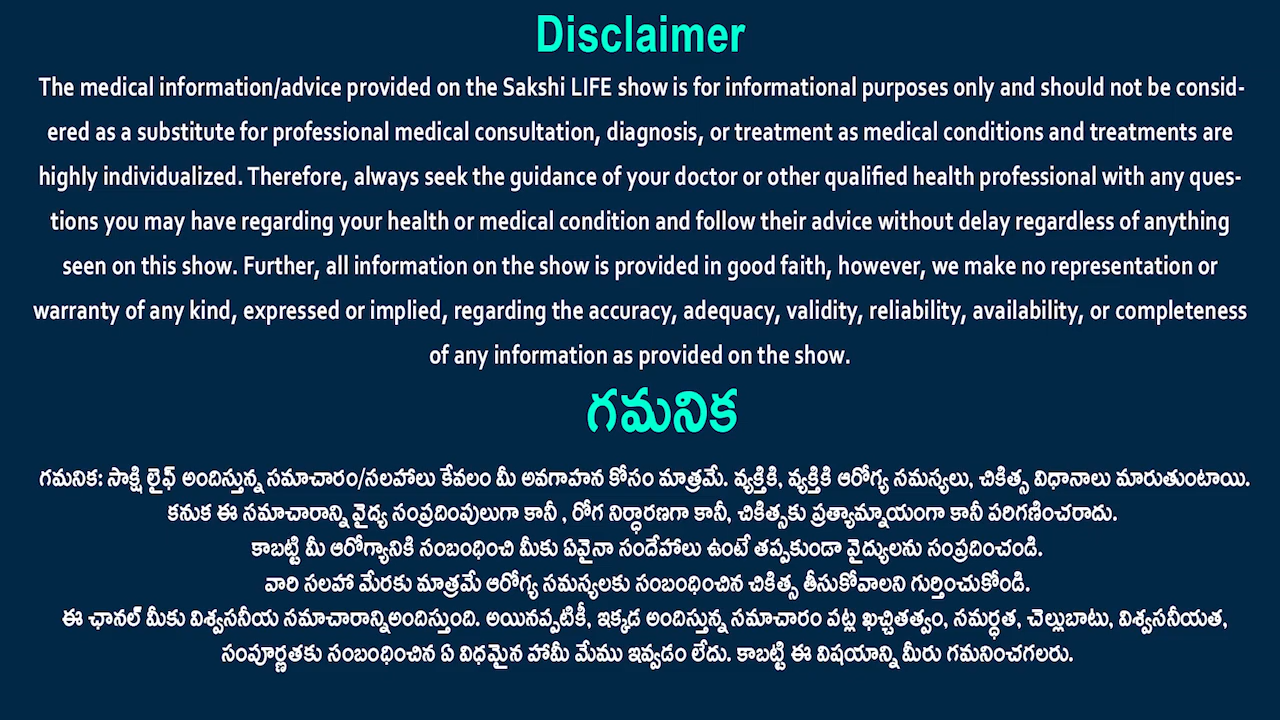 Disclaimer
The medical information/advice provided on the Sakshi LIFE show is for informational purposes only and should not be consid-
ered as a substitute for professional medical consultation, diagnosis, or treatment as medical conditions and treatments are
highly individualized. Therefore, always seek the guidance of your doctor or other qualified health professional with any ques-
tions you may have regarding your health or medical condition and follow their advice without delay regardless of anything
seen on this show. Further, all information on the show is provided in good faith, however, we make no representation or
warranty of any kind, expressed or implied, regarding the accuracy, adequacy, validity, reliability, availability, or completeness
of any information as provided on the show.
గమనిక
గమనిక: సాక్షి లైఫ్ అందిస్తున్న సమాచారం/సలహాలు కేవలం మీ అవగాహన కోసం మాత్రమే. వ్యక్తికి, వ్యక్తికి ఆరోగ్య సమస్యలు, చికిత్స విధానాలు మారుతుంటాయి.
కనుక ఈ సమాచారాన్ని వైద్య సంప్రదింపులుగా కానీ , రోగ నిర్ధారణగా కానీ, చికిత్సకు ప్రత్యామ్నాయంగా కానీ పరిగణించరాదు.
కాబట్టి మీ ఆరోగ్యానికి సంబంధించి మీకు ఏవైనా సందేహాలు ఉంటే తప్పకుండా వైద్యులను సంప్రదించండి.
వారి సలహా మేరకు మాత్రమే ఆరోగ్య సమస్యలకు సంబంధించిన చికిత్స తీసుకోవాలని గుర్తించుకోండి.
ఈ ఛానల్ మీకు విశ్వసనీయ సమాచారాన్నిఅందిస్తుంది. అయినప్పటికీ, ఇక్కడ అందిస్తున్న సమాచారం పట్ల ఖచ్చితత్వం, సమర్ధత, చెల్లుబాటు, విశ్వసనీయత,
సంపూర్ణతకు సంబంధించిన ఏ విధమైన హామీ మేము ఇవ్వడం లేదు. కాబట్టి ఈ విషయాన్ని మీరు గమనించగలరు.